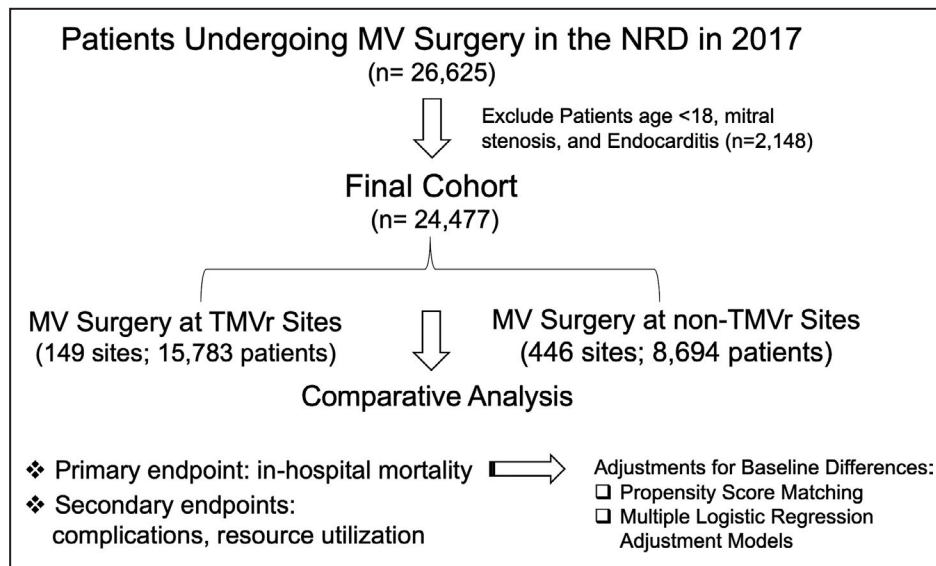 Patients Undergoing MV Surgery in the NRD in 2017
(n= 26,625)
Exclude Patients age <18, mitral
stenosis, and Endocarditis (n=2,148)
Final Cohort
(n= 24,477)
MV Surgery at TMVr Sites
(149 sites; 15,783 patients)
MV Surgery at non-TMVr Sites
(446 sites; 8,694 patients)
Comparative Analysis
❖ Primary endpoint: in-hospital mortality
❖ Secondary endpoints:
complications, resource utilization
Adjustments for Baseline Differences:
❑ Propensity Score Matching
❑ Multiple Logistic Regression
Adjustment Models